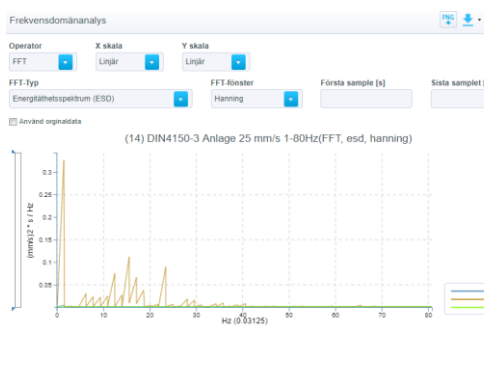 Frekvensdomänanalys
PNG
Operator X skala Y skala
FFT Linjär Linjär
FFT-Typ FFT-fönster Första sample [s] Sista samplet [
Energitäthetsspektrum (ESD) Hanning
Använd orginaldata
(14) DIN4150-3 Anlage 25 mm/s 1-80Hz(FFT, esd, hanning)
(mm/s)2 * s / Hz
0.3
0.25
0.2
0.15
0.1
0.05
0 10 20 30 40 50 60 70 80
Hz (0.03125)